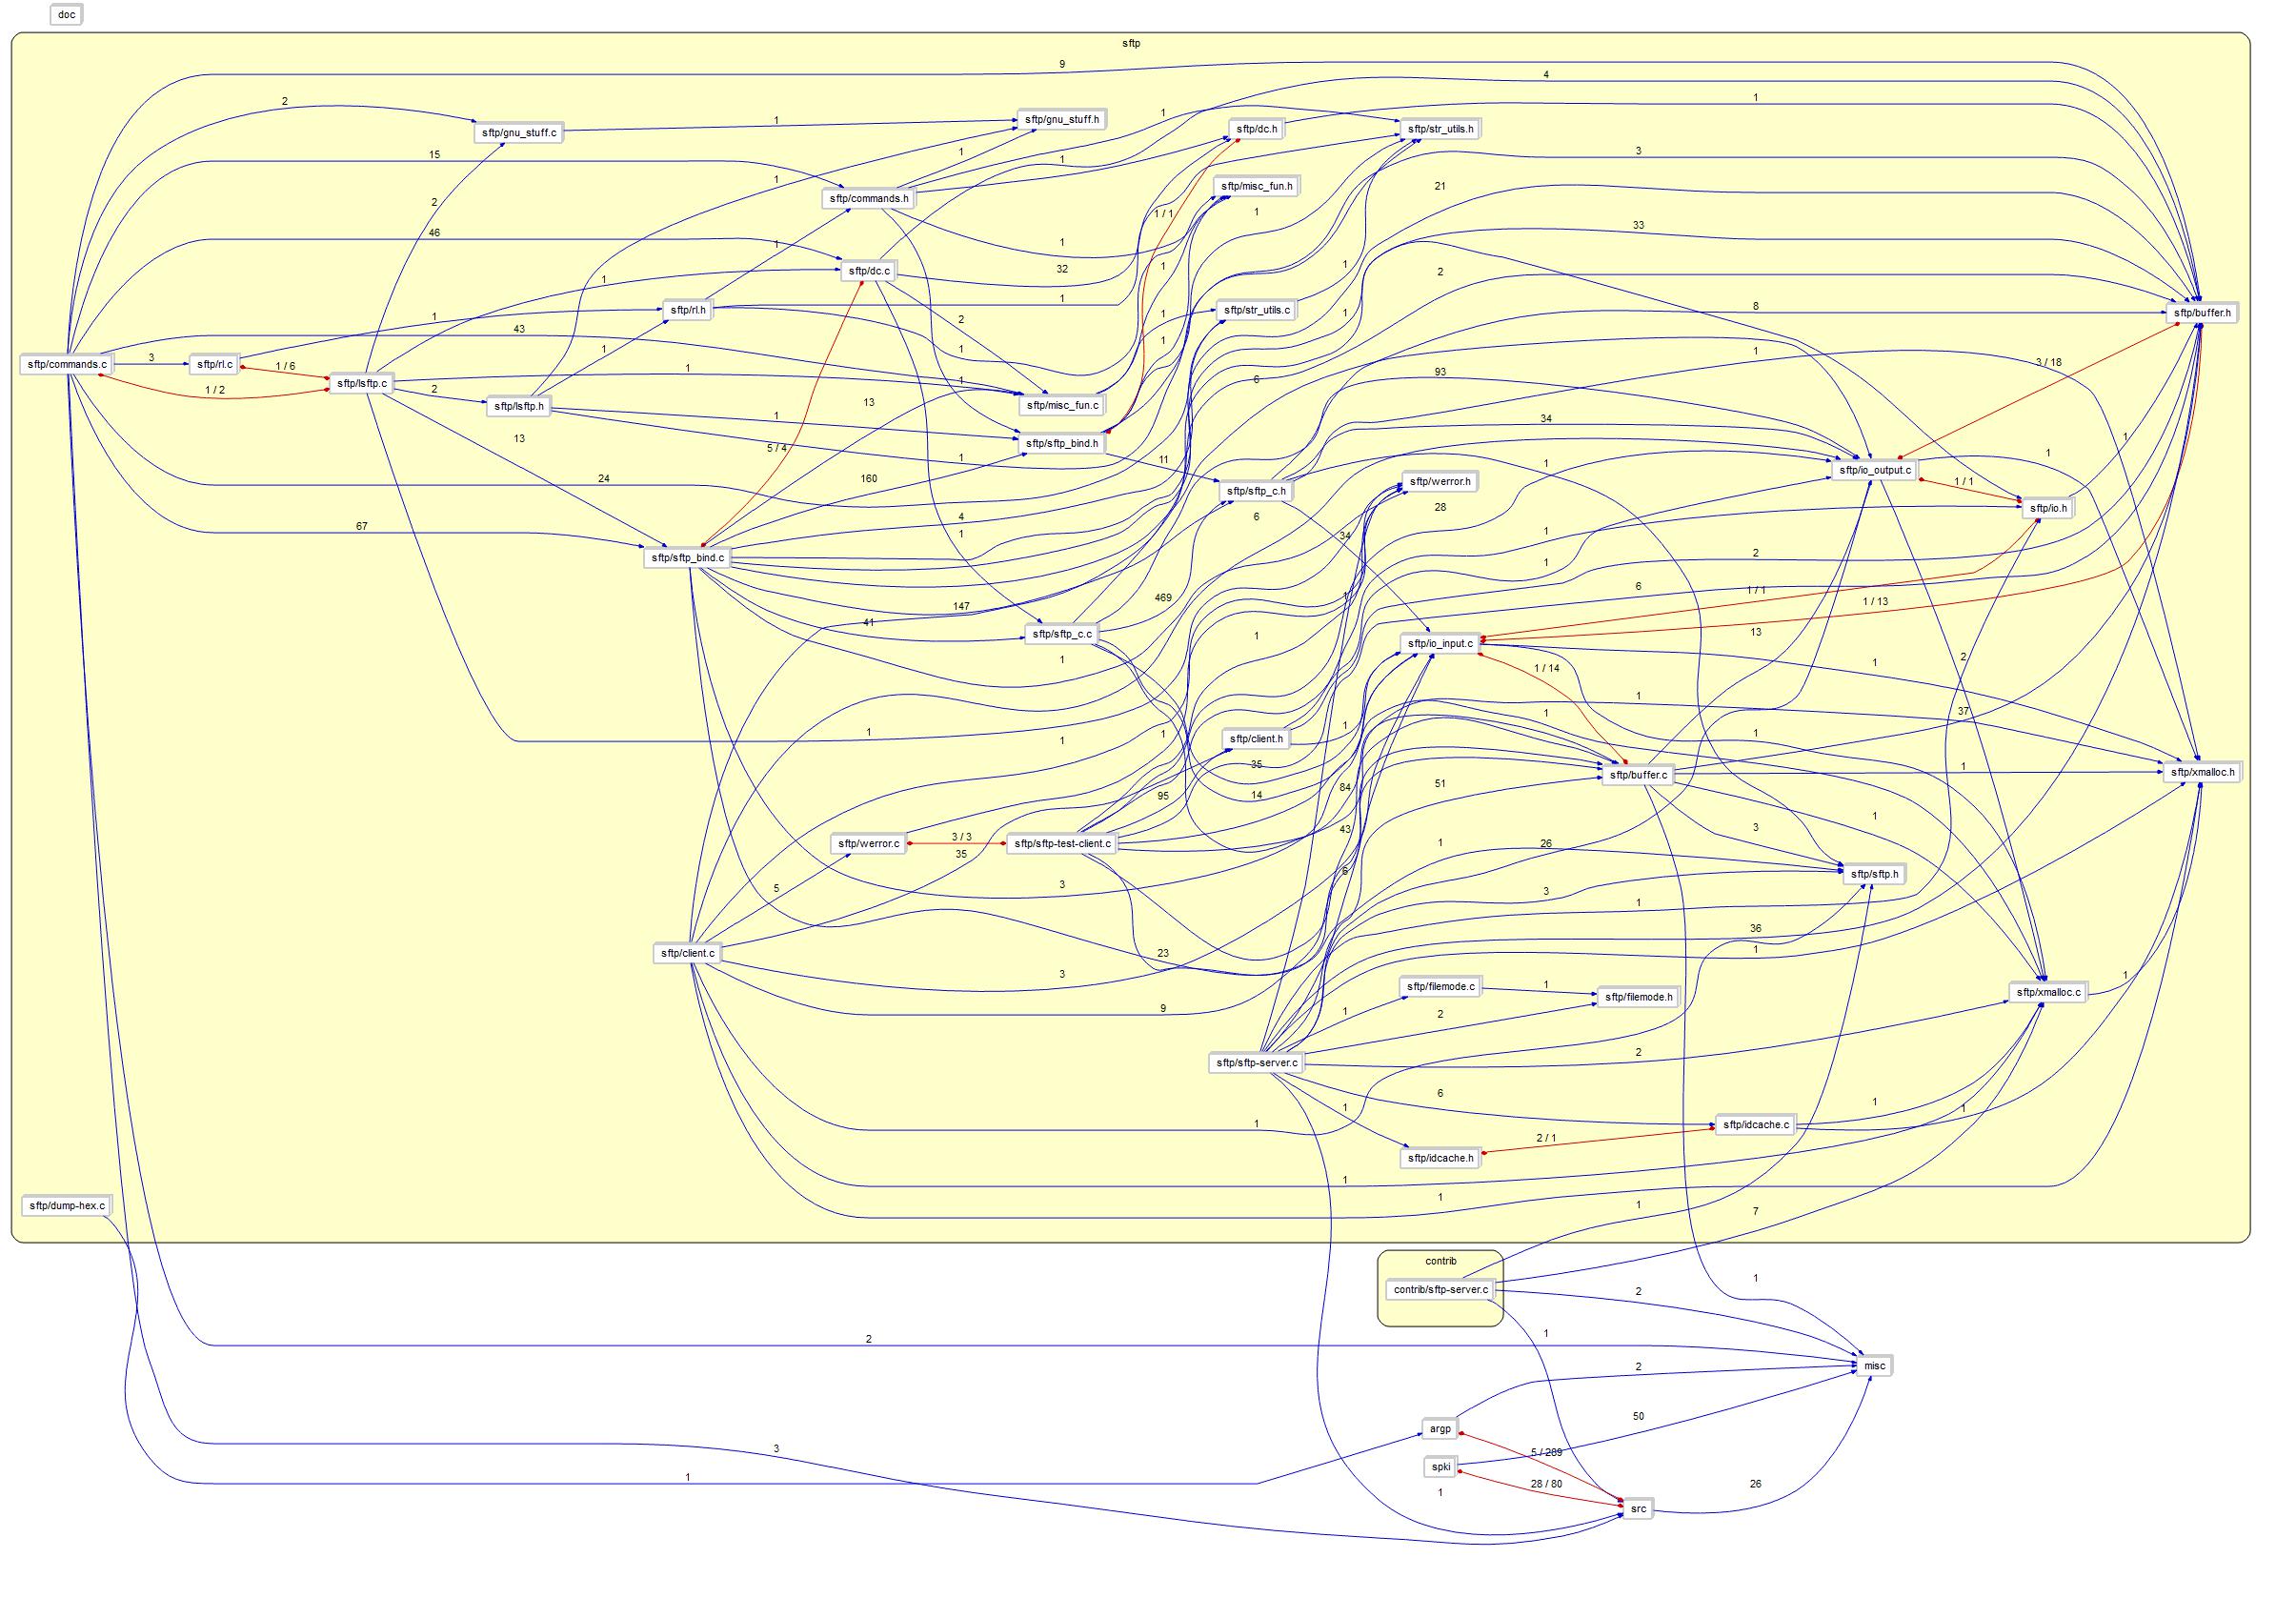 doc
sftp
9
4
2
1
sftp/gnu_stuff.c
1
sftp/gnu_stuff.h
1
sftp/dc.h
sftp/str_utils.h
15
1
1
3
2
1
1
sftp/commands.h
sftp/misc_fun.h
21
46
1
1
1 / 1
1
33
sftp/dc.c
1
32
1
1
2
1
sftp/rl.h
1
sftp/str_utils.c
1
1
8
sftp/buffer.h
1
43
2
1
1
1
3
sftp/commands.c
sftp/rl.c
1 / 6
1
1
1
3 / 18
1 / 2
sftp/lsftp.c
2
1
6
93
sftp/lsftp.h
13
sftp/misc_fun.c
1
34
13
5 / 4
sftp/sftp_bind.h
1
1
11
1
1
24
160
sftp/sftp_c.h
sftp/werror.h
sftp/io_output.c
1 / 1
67
4
6
28
sftp/io.h
1
34
1
sftp/sftp_bind.c
1
2
147
469
1
1 / 1
6
41
sftp/sftp_c.c
1
1 / 13
1
sftp/io_input.c
13
2
1 / 14
1
1
1
1
1
sftp/client.h
1
1
1
37
35
sftp/buffer.c
1
sftp/xmalloc.h
95
14
84
51
3
1
43
sftp/werror.c
3 / 3
sftp/sftp-test-client.c
35
1
26
6
sftp/sftp.h
5
3
3
1
sftp/client.c
23
36
1
3
1
sftp/filemode.c
1
sftp/filemode.h
sftp/xmalloc.c
9
1
2
sftp/sftp-server.c
2
6
1
1
1
1
sftp/idcache.c
2 / 1
sftp/idcache.h
1
1
sftp/dump-hex.c
1
7
contrib
contrib/sftp-server.c
1
2
2
1
misc
2
argp
50
3
5 / 289
spki
1
28 / 80
26
1
src